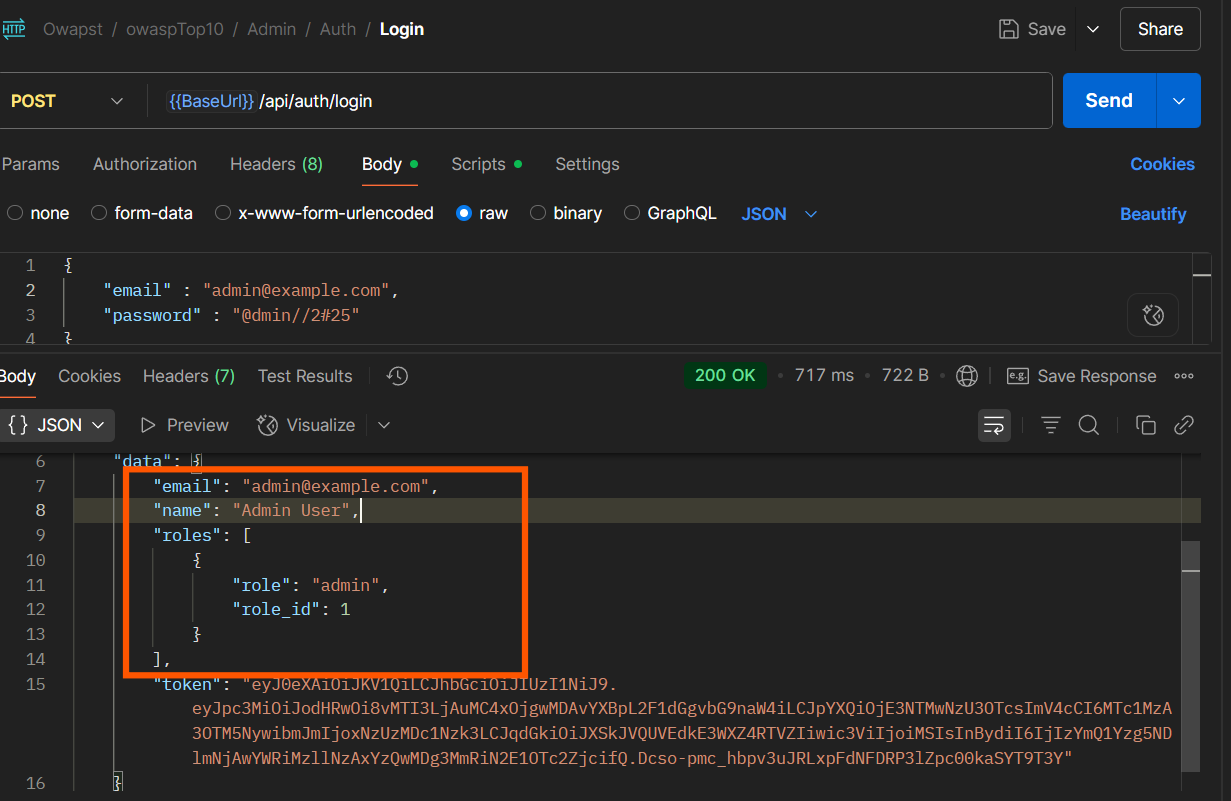 HTTP Owapst / owaspTop10 / Admin / Auth / Login Save Share
POST {{BaseUrl}} /api/auth/login Send
Params Authorization Headers (8) Body Scripts Settings Cookies
none form-data x-www-form-urlencoded raw binary GraphQL JSON Beautify
1 {
2 "email" : "admin@example.com",
3 "password" : "@dmin//2#25"
4 }
Body Cookies Headers (7) Test Results 200 OK • 717 ms • 722 B • e.g. Save Response
{} JSON Preview Visualize
6 "data": {
7 "email": "admin@example.com",
8 "name": "Admin User",
9 "roles": [
10 {
11 "role": "admin",
12 "role_id": 1
13 }
14 ],
15 "token": "eyJ0eXAiOiJKV1QiLCJhbGciOiJIUzI1NiJ9.
eyJpc3MiOiJodHRwOi8vMTI3LjAuMC4xOjgwMDAvYXBpL2F1dGgvbG9naW4iLCJpYXQiOjE3NTMwNzU3OTcsImV4cCI6MTc1MzA
3OTM5NywibmJmIjoxNzUzMDc1Nzk3LCJqdGkiOiJXSkJVQUVEdkE3WXZ4RTVZIiwic3ViIjoiMSIsInBydiI6IjIzYmQ1Yzg5ND
lmNjAwYWRiMzllNzAxYzQwMDg3MmRiN2E1OTc2ZjcifQ.Dcso-pmc_hbpv3uJRLxpFdNFDRP3lZpc00kaSYT9T3Y"
16 }